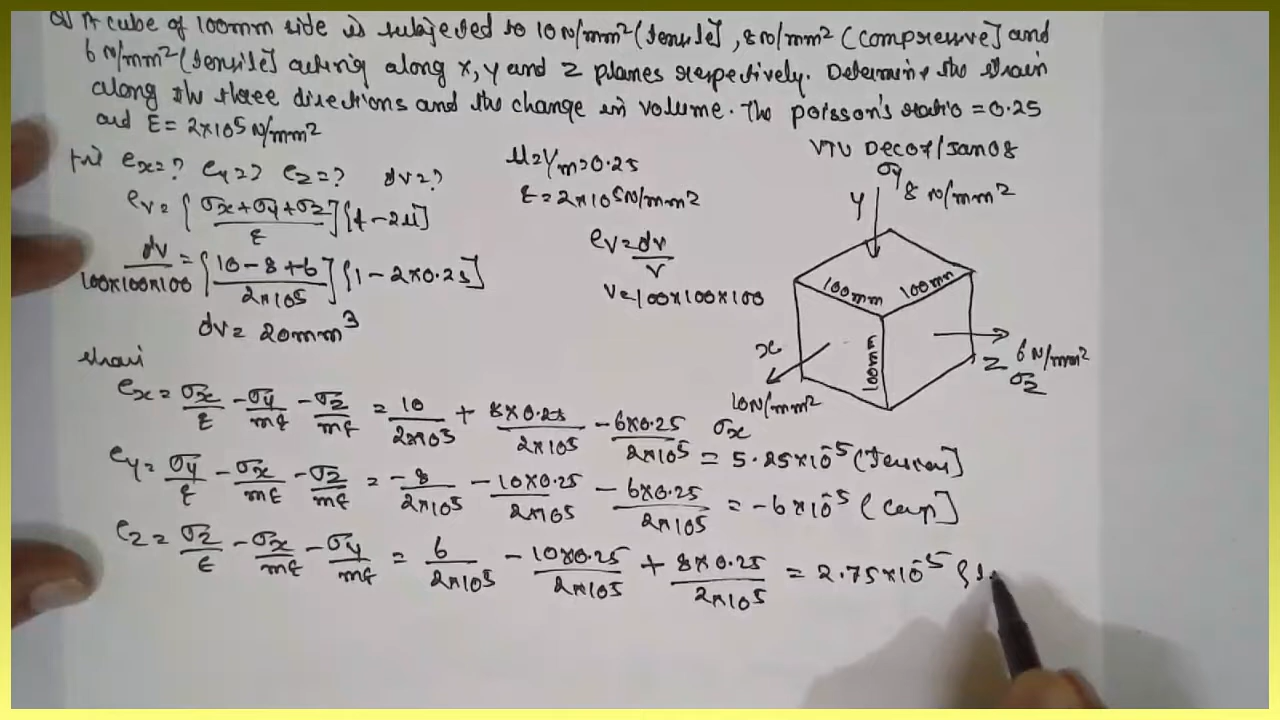 A cube of 100mm side is subjected to 10 N/mm² (tensile], 8 N/mm² (compressive] and
6 N/mm² (tensile] acting along x, y and z planes respectively. Determine the strain
along the three directions and the change in volume. The poisson's ratio = 0.25
and E = 2×10⁵ N/mm²
VTU Dec07/Jan08
ex=? ey=? ez=? dv=?
μ=1/m=0.25
E=2×10⁵N/mm²
ev = [(σx+σy+σz)/E][1-2μ]
ev=dv/v
dv/100×100×100 = [(10-8+6)/2×10⁵][1-2×0.25]
v=100×100×100
dv= 20mm³
σy
8 N/mm²
y
100mm 100mm
100mm
x
10N/mm²
σx
z 6 N/mm²
σz
ex = σx/E - σy/mE - σz/mE = 10/2×10⁵ + 8×0.25/2×10⁵ - 6×0.25/2×10⁵ = 5.25×10⁻⁵ (Tension]
ey = σy/E - σx/mE - σz/mE = -8/2×10⁵ - 10×0.25/2×10⁵ - 6×0.25/2×10⁵ = -6×10⁻⁵ (comp]
ez = σz/E - σx/mE - σy/mE = 6/2×10⁵ - 10×0.25/2×10⁵ + 8×0.25/2×10⁵ = 2.75×10⁻⁵